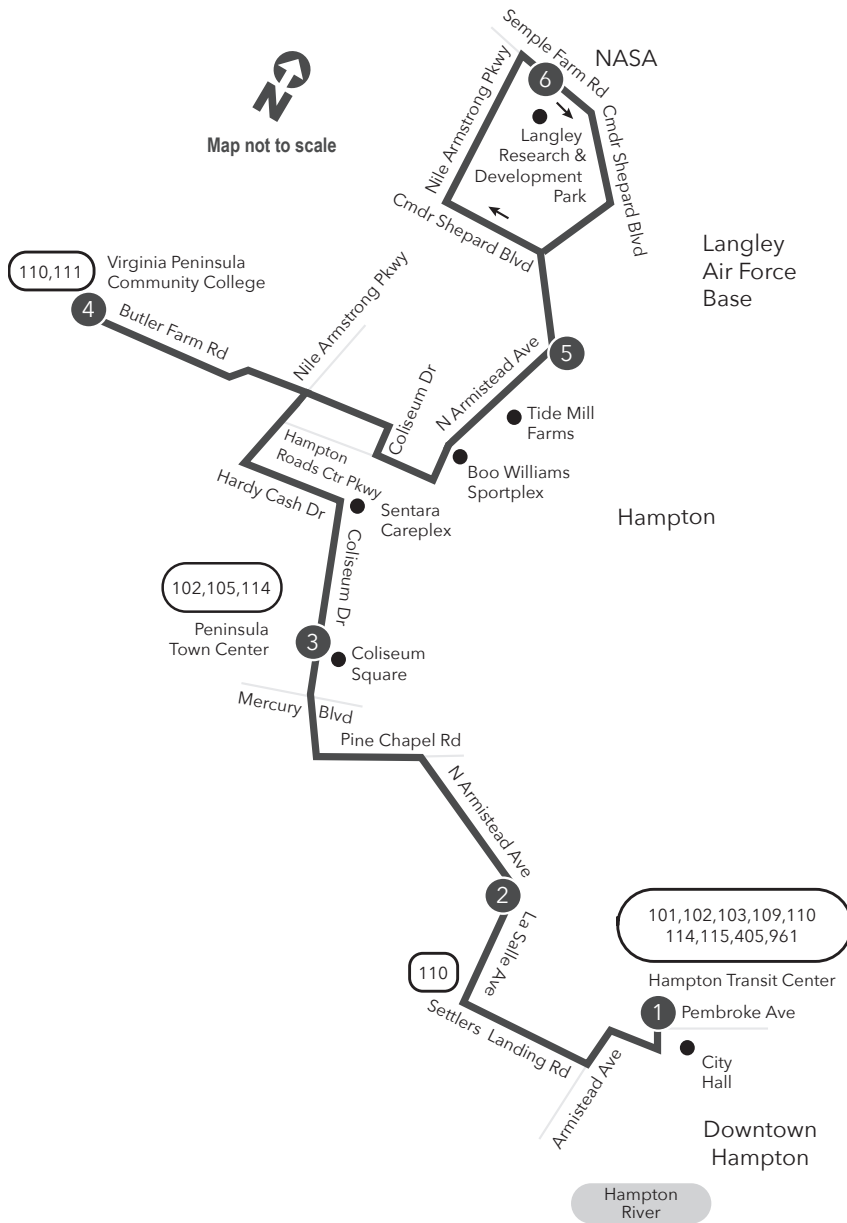 Semple Farm Rd
NASA
6
N
Map not to scale
Nile Armstrong Pkwy
Langley
Research &
Development
Park
Cmdr Shepard Blvd
Cmdr Shepard Blvd
Langley
Air Force
Base
110,111
Virginia Peninsula
Community College
4
Butler Farm Rd
Nile Armstrong Pkwy
5
N Armistead Ave
Coliseum Dr
Tide Mill
Farms
Hampton
Roads Ctr Pkwy
Boo Williams
Sportplex
Hardy Cash Dr
Sentara
Careplex
Hampton
Coliseum Dr
102,105,114
Peninsula
Town Center
3
Coliseum
Square
Mercury Blvd
Pine Chapel Rd
N Armistead Ave
2
La Salle Ave
101,102,103,109,110
114,115,405,961
110
Hampton Transit Center
1
Pembroke Ave
Settlers Landing Rd
Armistead Ave
City
Hall
Downtown
Hampton
Hampton
River